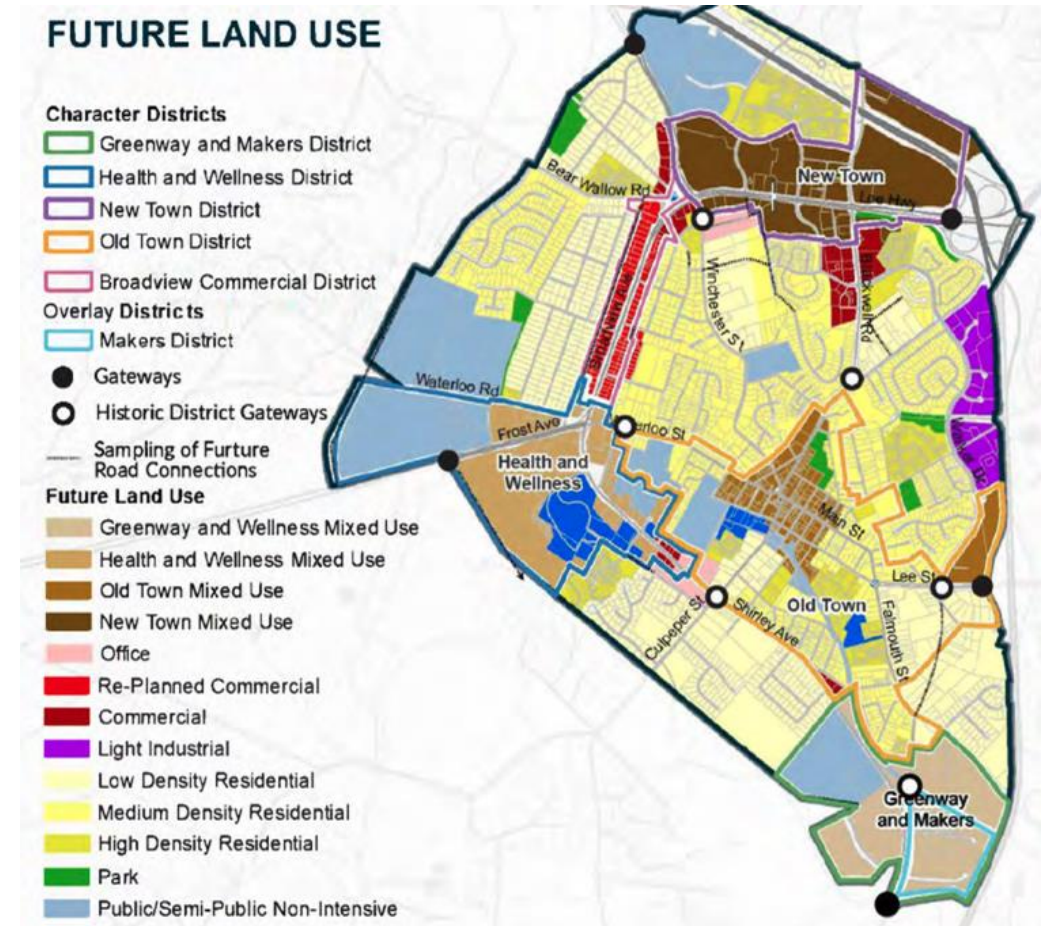 FUTURE LAND USE
Character Districts
Greenway and Makers District
Health and Wellness District
New Town District
Old Town District
Broadview Commercial District
Overlay Districts
Makers District
Gateways
Historic District Gateways
Sampling of Furture
Road Connections
Future Land Use
Greenway and Wellness Mixed Use
Health and Wellness Mixed Use
Old Town Mixed Use
New Town Mixed Use
Office
Re-Planned Commercial
Commercial
Light Industrial
Low Density Residential
Medium Density Residential
High Density Residential
Park
Public/Semi-Public Non-Intensive
Bear Wallow Rd
New Town
Lee Hwy
Winchester St
Waterloo Rd
Frost Ave
erloo St
Health and
Wellness
Main St
Lee St
Old Town
Culpeper St
Shirley Ave
Falmouth St
Greenway
and Makers